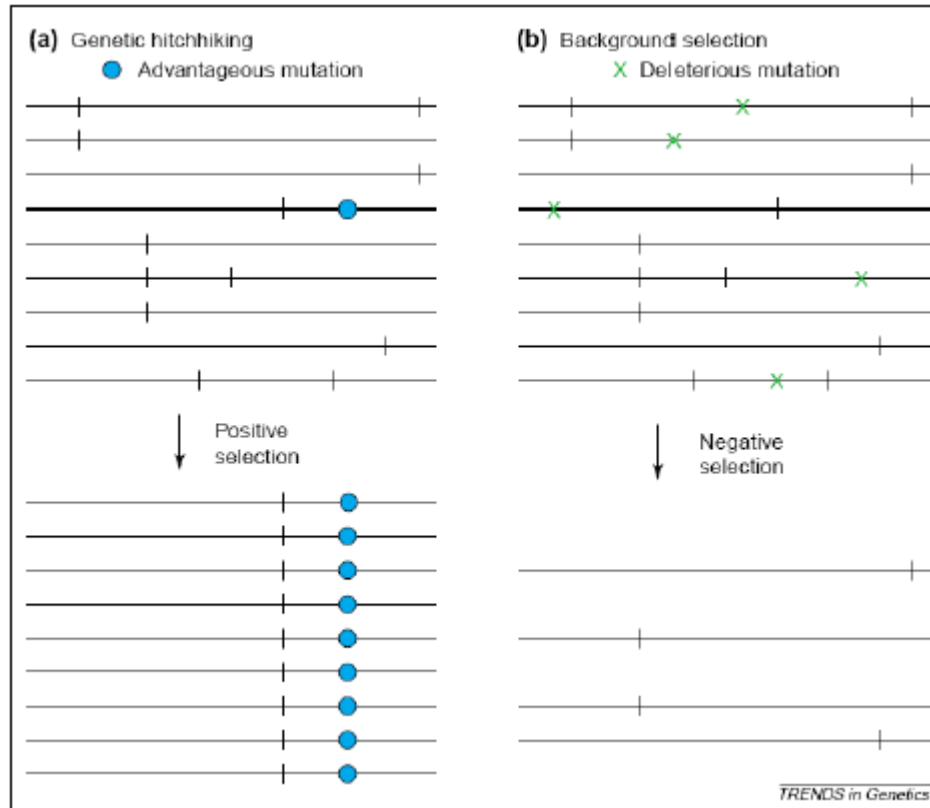 (a) Genetic hitchhiking
Advantageous mutation
Positive
selection
(b) Background selection
X Deleterious mutation
Negative
selection
TRENDS in Genetics